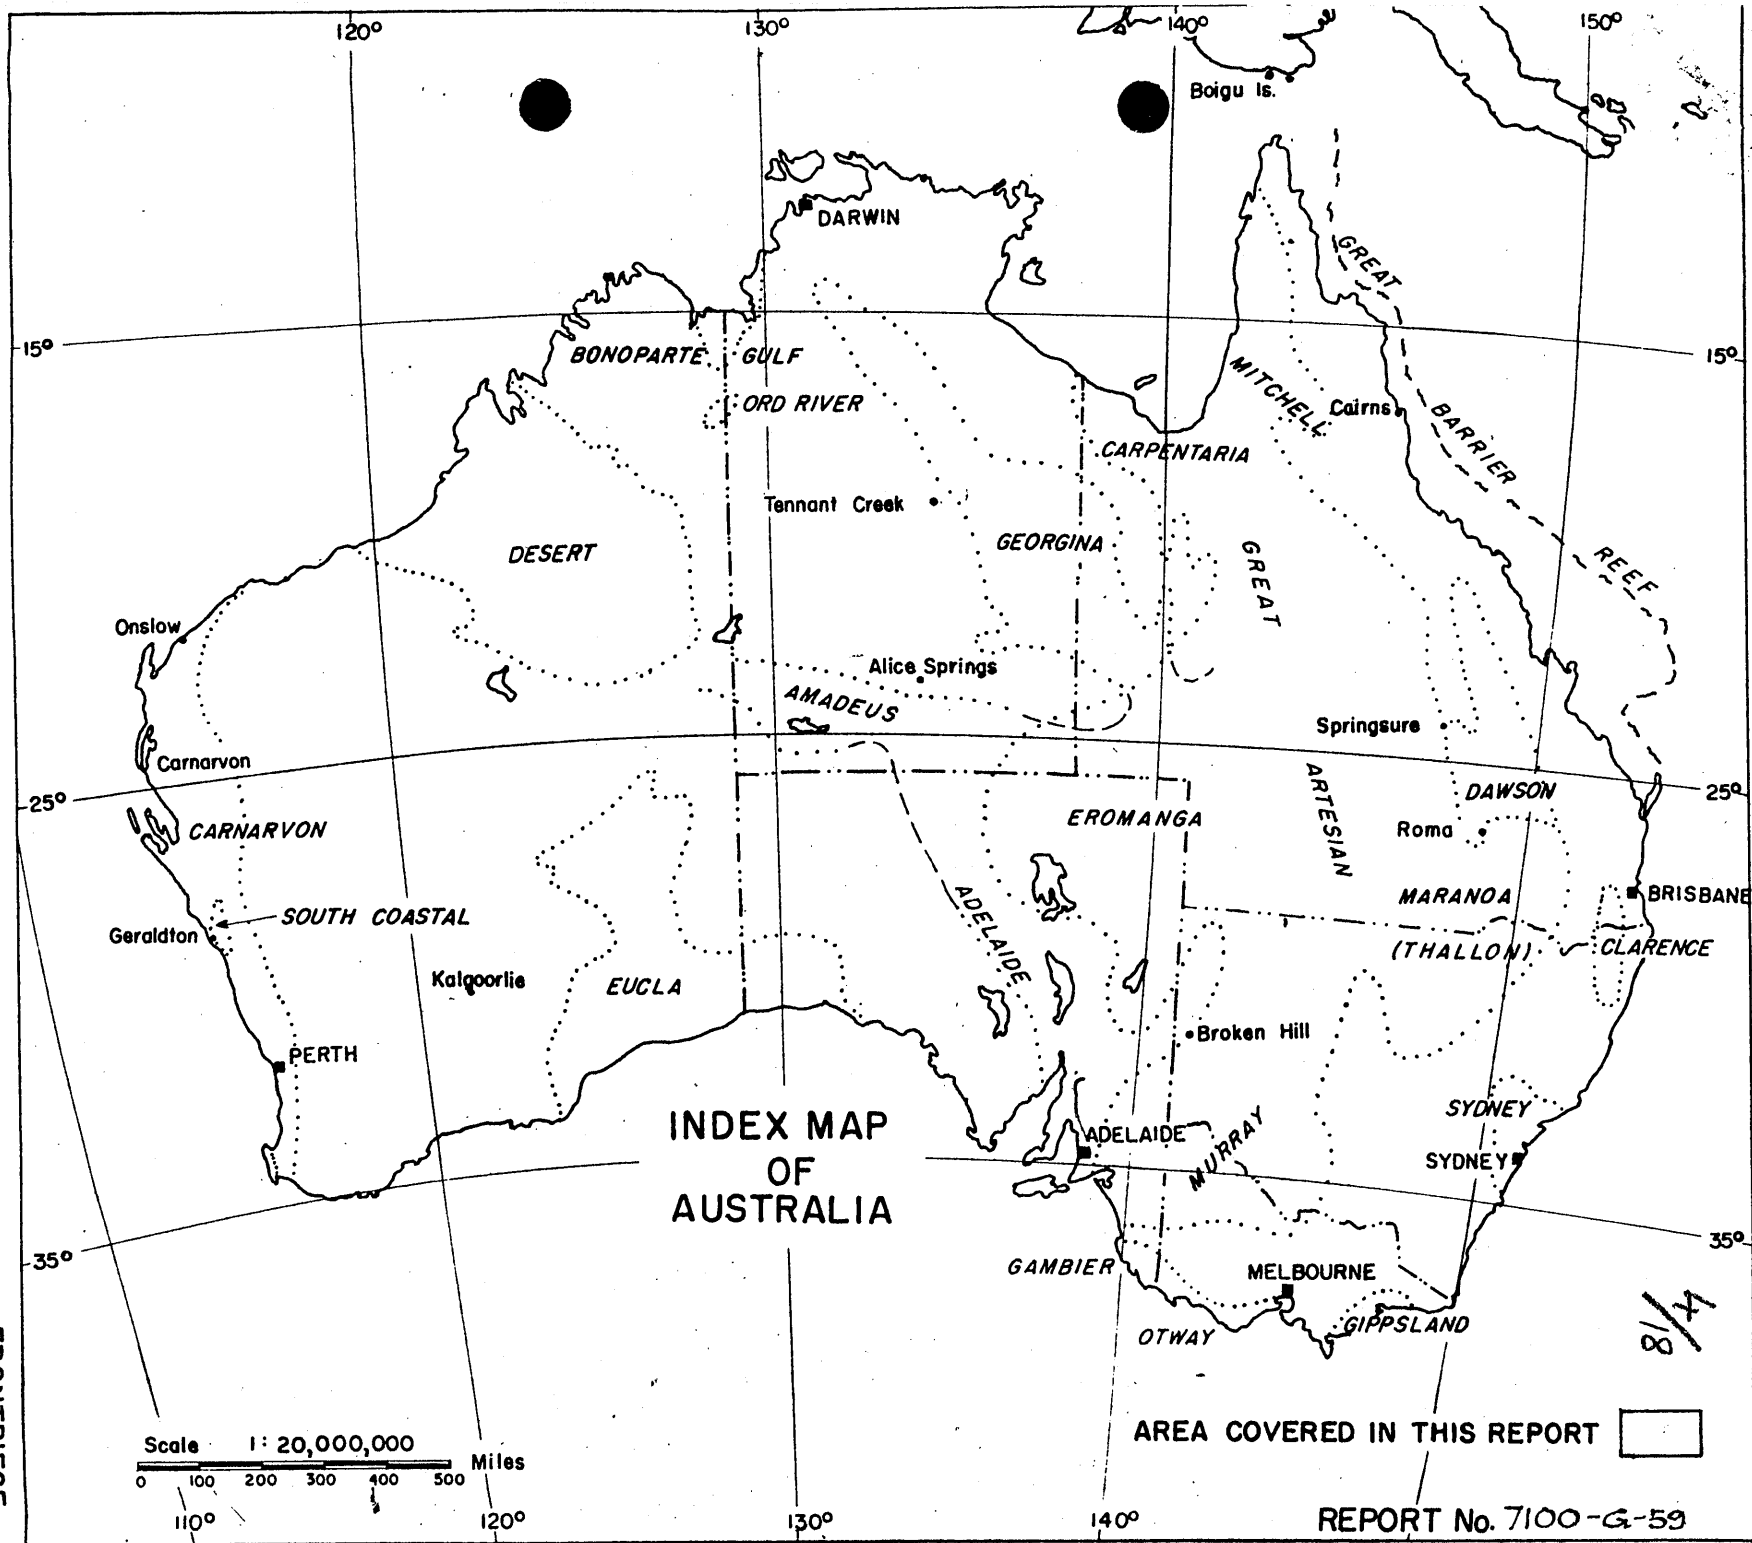 120°
130°
140°
150°
Boigu Is.
DARWIN
GREAT
15°
BONOPARTE GULF
15°
ORD RIVER
MITCHELL
Cairns
BARRIER
CARPENTARIA
Tennant Creek
DESERT
GEORGINA
GREAT
REEF
Onslow
Alice Springs
AMADEUS
Springsure
Carnarvon
25°
ARTESIAN
DAWSON
25°
CARNARVON
EROMANGA
Roma
ADELAIDE
MARANOA
BRISBANE
SOUTH COASTAL
Geraldton
(THALLON)
CLARENCE
Kalgoorlie
EUCLA
Broken Hill
PERTH
INDEX MAP
OF
AUSTRALIA
ADELAIDE
MURRAY
SYDNEY
SYDNEY
35°
35°
GAMBIER
MELBOURNE
OTWAY
GIPPSLAND
AREA COVERED IN THIS REPORT
Scale 1: 20,000,000
Miles
0 100 200 300 400 500
110°
120°
130°
140°
REPORT No. 7100-G-59